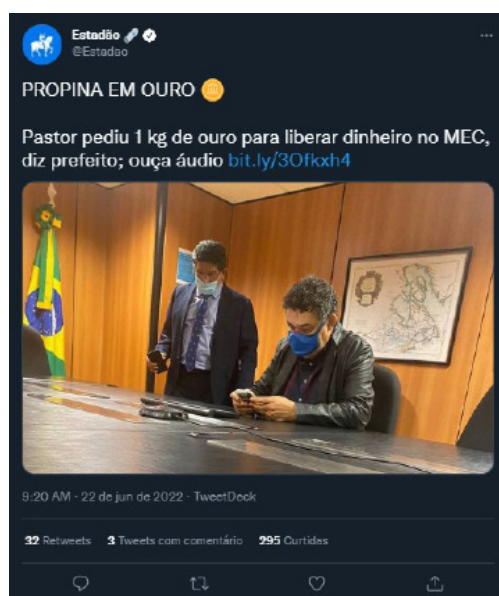 Estadão
@Estadao
PROPINA EM OURO
Pastor pediu 1 kg de ouro para liberar dinheiro no MEC,
diz prefeito; ouça áudio bit.ly/3Ofkxh4
9:20 AM · 22 de jun de 2022 · TweetDeck
32 Retweets 3 Tweets com comentário 295 Curtidas